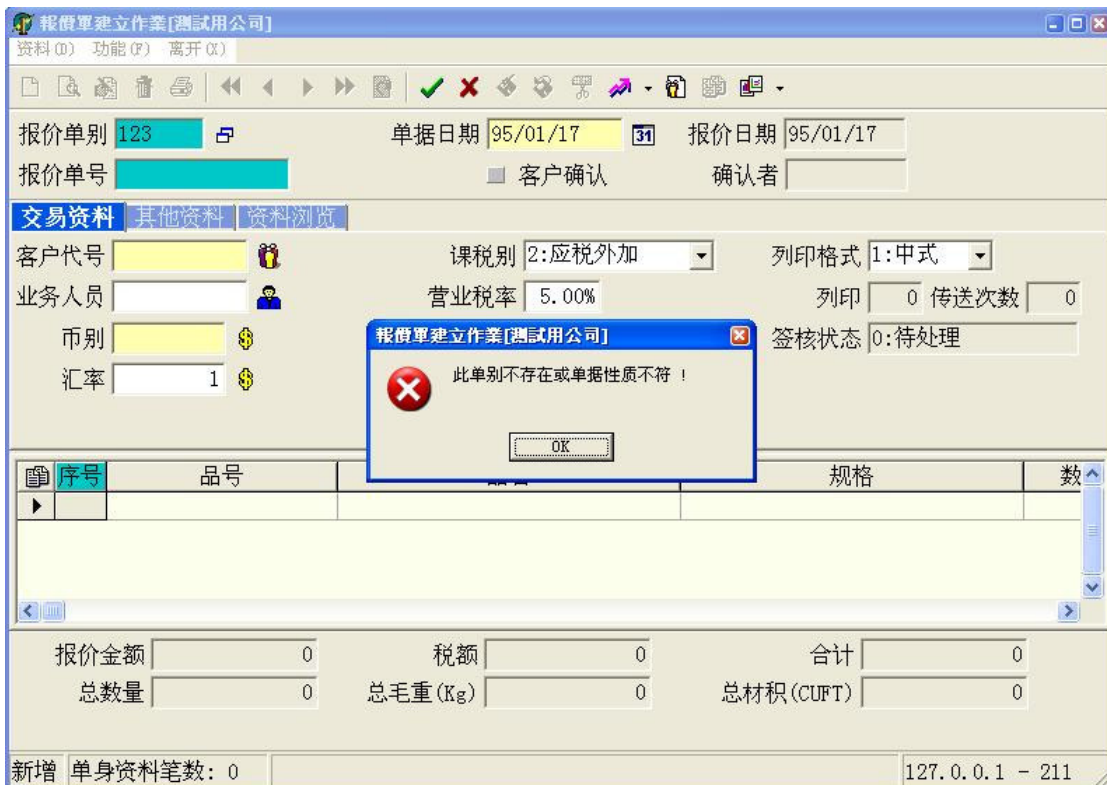 報價單建立作業[測試用公司]
资料(D) 功能(F) 离开(X)
报价单别 123 单据日期 95/01/17 31 报价日期 95/01/17
报价单号 客户确认 确认者
交易资料 其他资料 资料浏览
客户代号 课税别 2:应税外加 列印格式 1:中式
业务人员 营业税率 5.00% 列印 0 传送次数 0
币别 签核状态 0:待处理
汇率 1
報價單建立作業[測試用公司]
此单别不存在或单据性质不符 !
OK
序号 品号 规格 数
报价金额 0 税额 0 合计 0
总数量 0 总毛重(Kg) 0 总材积(CUFT) 0
新增 单身资料笔数: 0 127.0.0.1 - 211